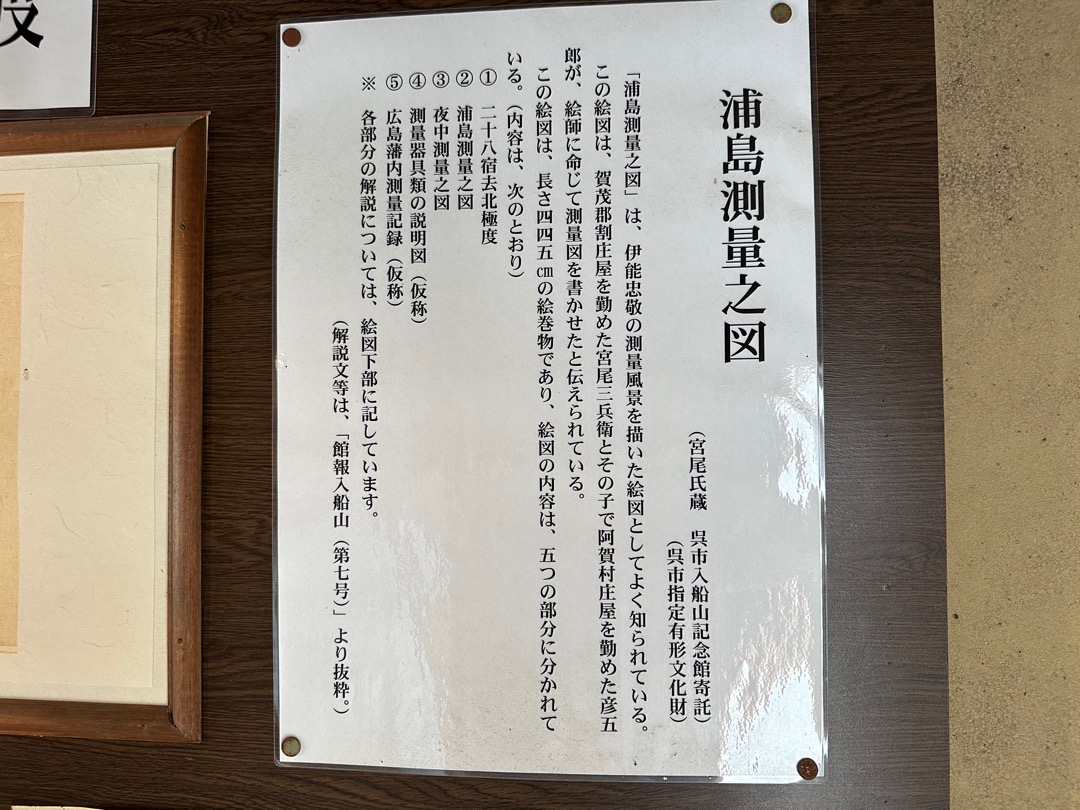 浦島測量之図
(宮尾氏蔵 呉市入船山記念館寄託)
(呉市指定有形文化財)
「浦島測量之図」は、伊能忠敬の測量風景を描いた絵図としてよく知られている。
この絵図は、賀茂郡割庄屋を勤めた宮尾三兵衛とその子で阿賀村庄屋を勤めた彦五
郎が、絵師に命じて測量図を書かせたと伝えられている。
この絵図は、長さ四四五㎝の絵巻物であり、絵図の内容は、五つの部分に分かれて
いる。(内容は、次のとおり)
① 二十八宿去北極度
② 浦島測量之図
③ 夜中測量之図
④ 測量器具類の説明図(仮称)
⑤ 広島藩内測量記録(仮称)
※ 各部分の解説については、絵図下部に記しています。
(解説文等は、「館報入船山(第七号)」より抜粋。)